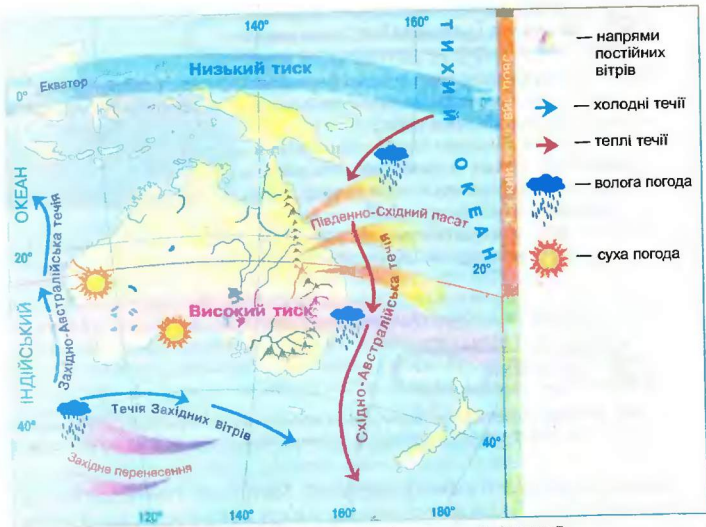 140°
160°
Низький тиск
Екватор
0°
ТИХИЙ
ОКЕАН
180°
Південно-Східний пасат
20°
20°
ІНДІЙСЬКИЙ
ОКЕАН
Західно-Австралійська течія
Високий тиск
Східно-Австралійська течія
Течія Західних вітрів
40°
40°
Західне перенесення
120°
140°
160°
180°
— напрями
постійних
вітрів
— холодні течії
— теплі течії
— волога погода
— суха погода